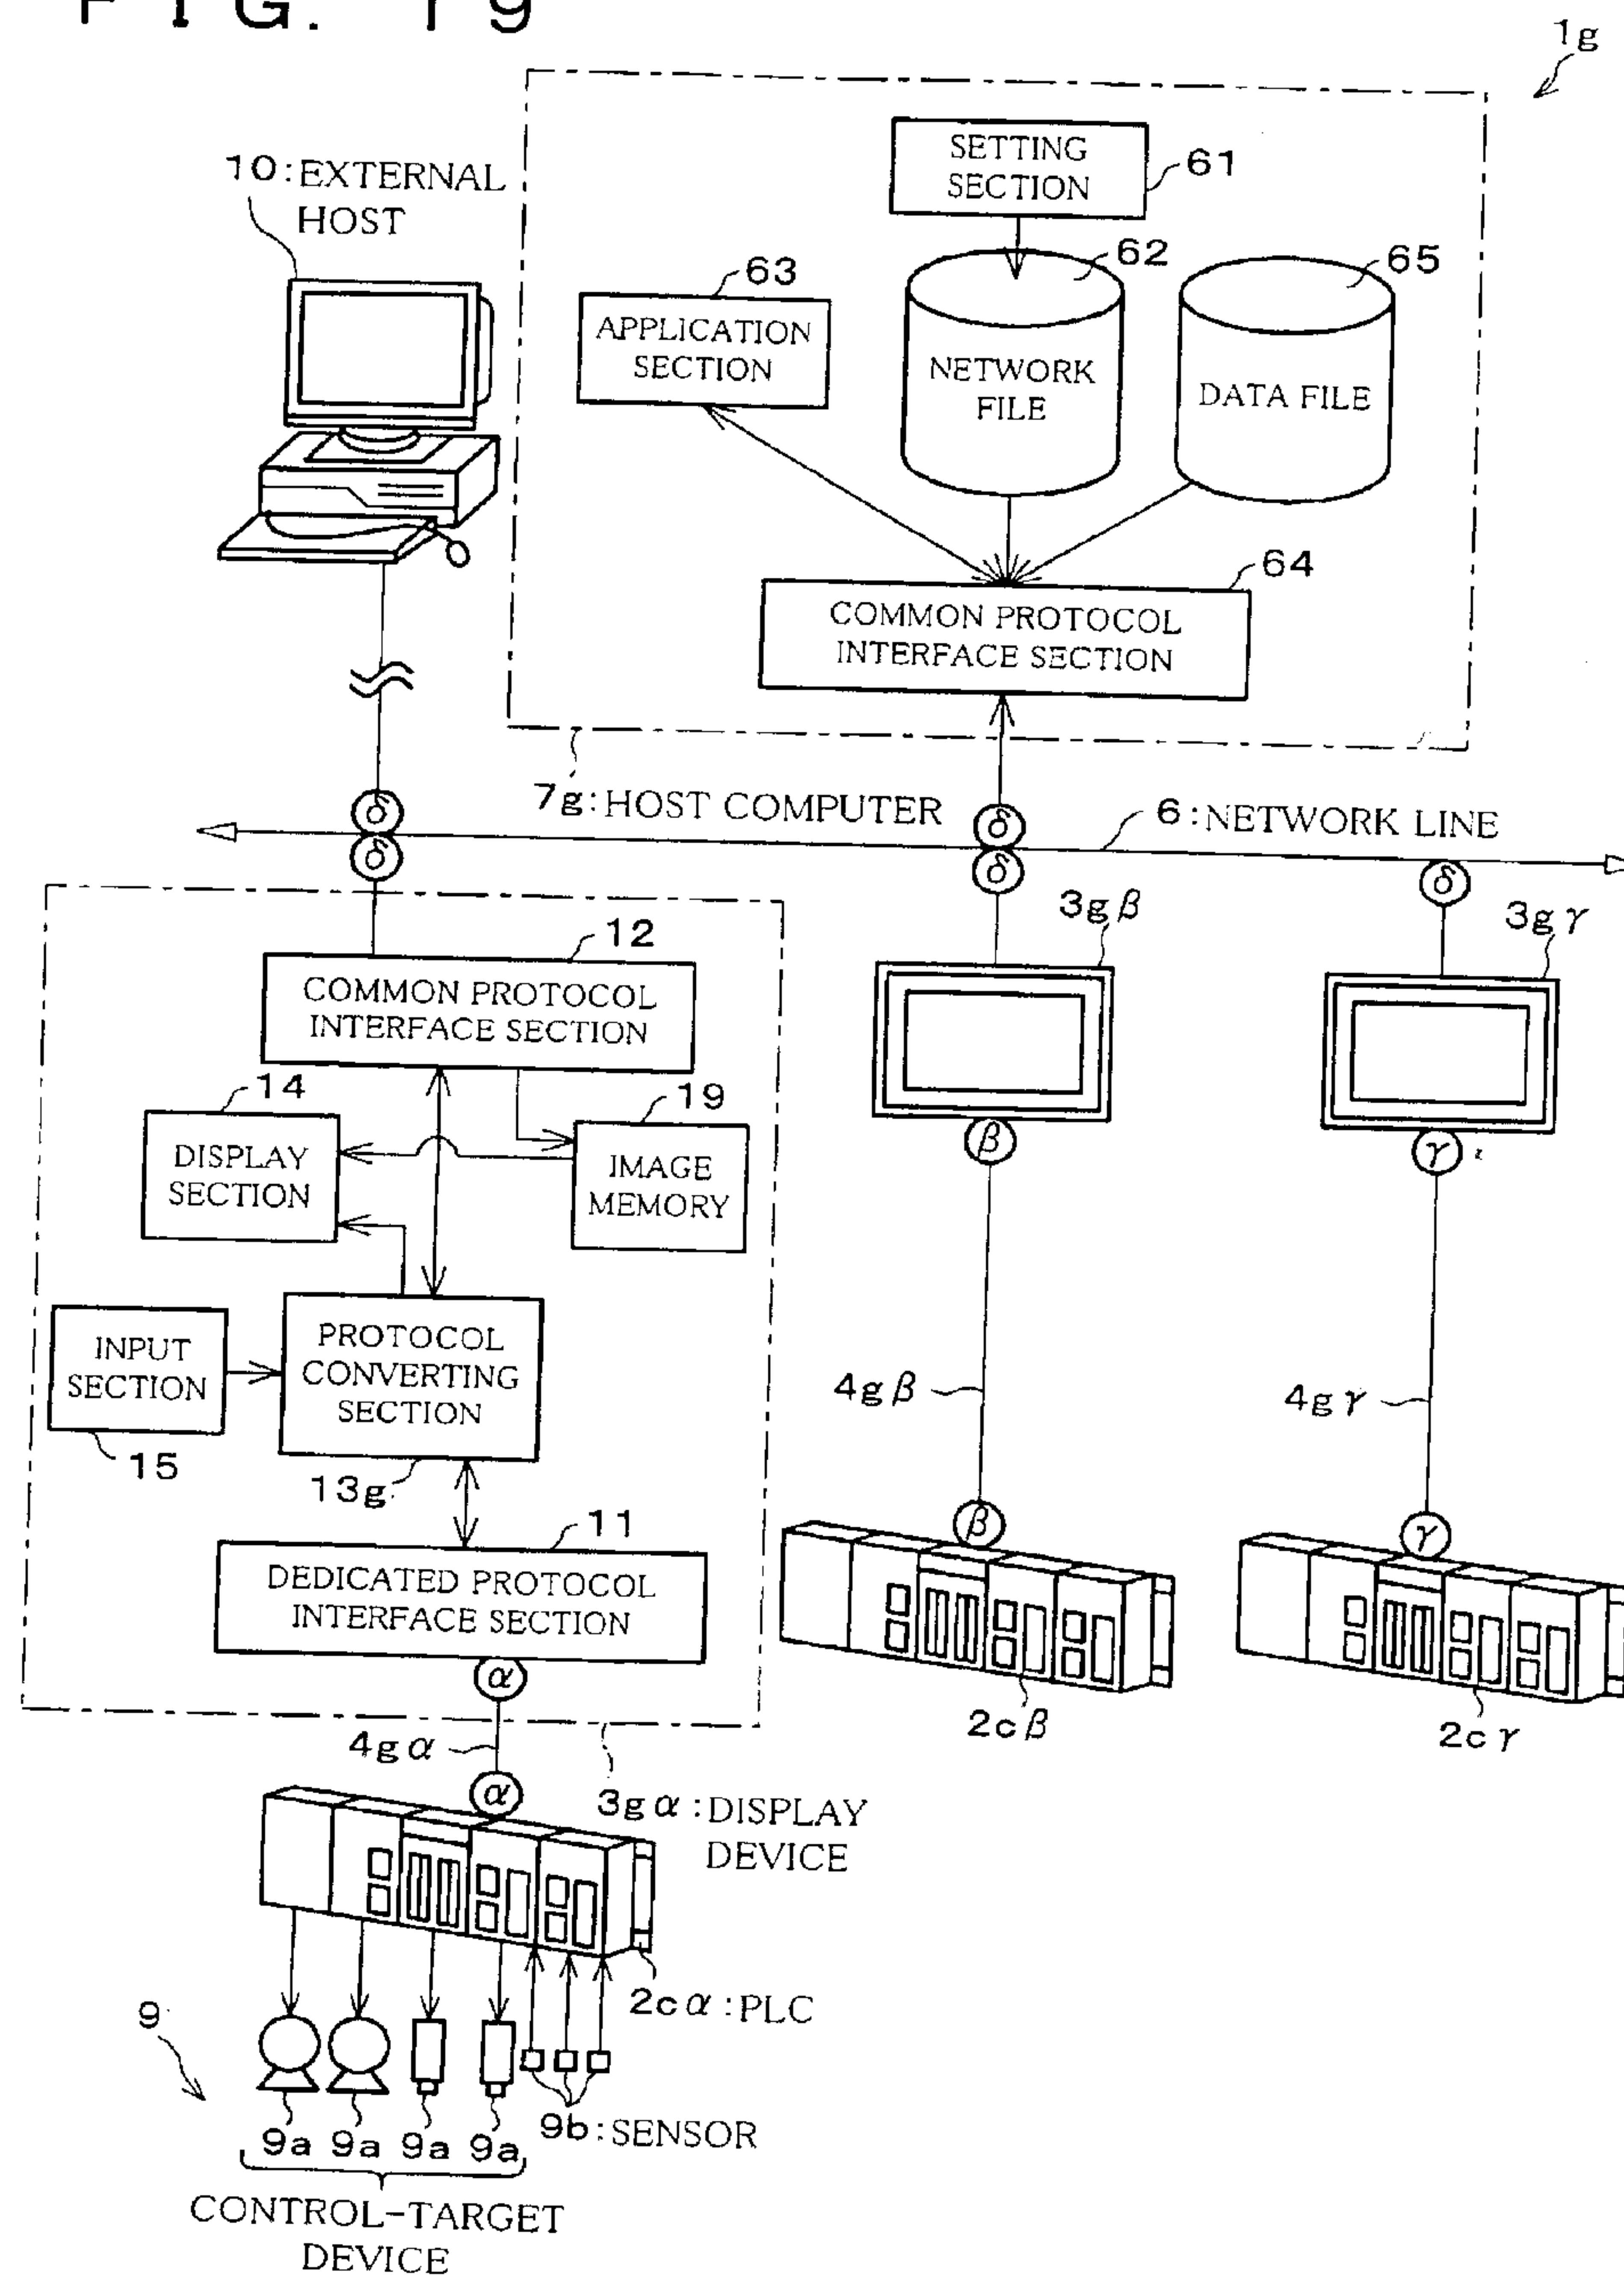 FIG. 19
1g
10:EXTERNAL
HOST
SETTING
SECTION
61
62
65
63
APPLICATION
SECTION
NETWORK
FILE
DATA FILE
64
COMMON PROTOCOL
INTERFACE SECTION
7g:HOST COMPUTER
6:NETWORK LINE
δ
δ
δ
δ
δ
3gβ
3gγ
12
COMMON PROTOCOL
INTERFACE SECTION
14
19
DISPLAY
SECTION
IMAGE
MEMORY
β
γ
INPUT
SECTION
PROTOCOL
CONVERTING
SECTION
15
13g
4gβ
4gγ
11
DEDICATED PROTOCOL
INTERFACE SECTION
β
γ
α
2cβ
2cγ
4gα
α
3gα:DISPLAY
DEVICE
2cα:PLC
9
9a 9a 9a 9a
9b:SENSOR
CONTROL-TARGET
DEVICE